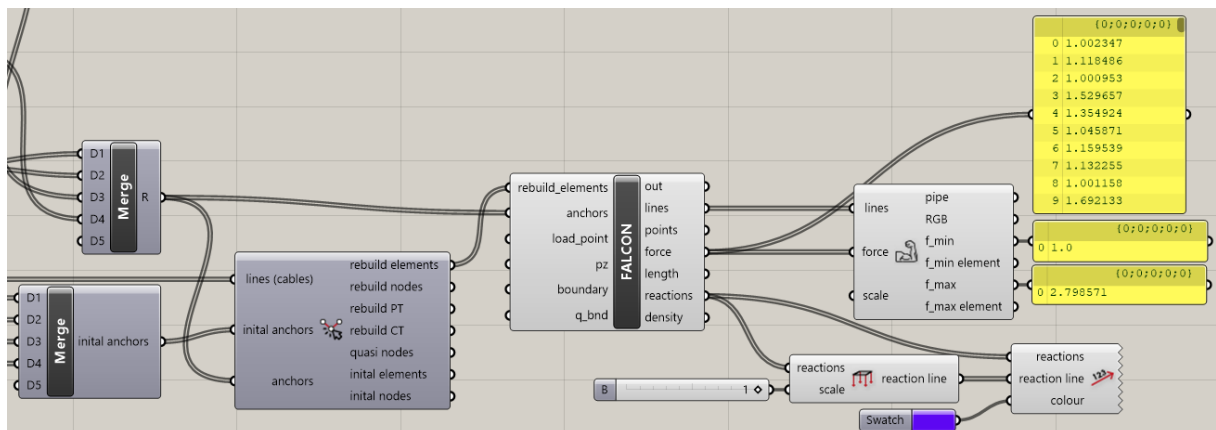 {0;0;0;0;0}
0 1.002347
1 1.118486
2 1.000953
3 1.529657
4 1.354924
5 1.045871
6 1.159539
7 1.132255
8 1.001158
9 1.692133
D1
D2
D3
D4
D5
Merge
R
rebuild_elements
anchors
load_point
pz
boundary
q_bnd
FALCON
out
lines
points
force
length
reactions
density
lines
force
scale
pipe
RGB
f_min
f_min element
f_max
f_max element
{0;0;0;0;0}
0 1.0
{0;0;0;0;0}
0 2.798571
D1
D2
D3
D4
D5
Merge
inital anchors
lines (cables)
inital anchors
anchors
rebuild elements
rebuild nodes
rebuild PT
rebuild CT
quasi nodes
inital elements
inital nodes
B
1
reactions
scale
reaction line
Swatch
reactions
reaction line
colour
123